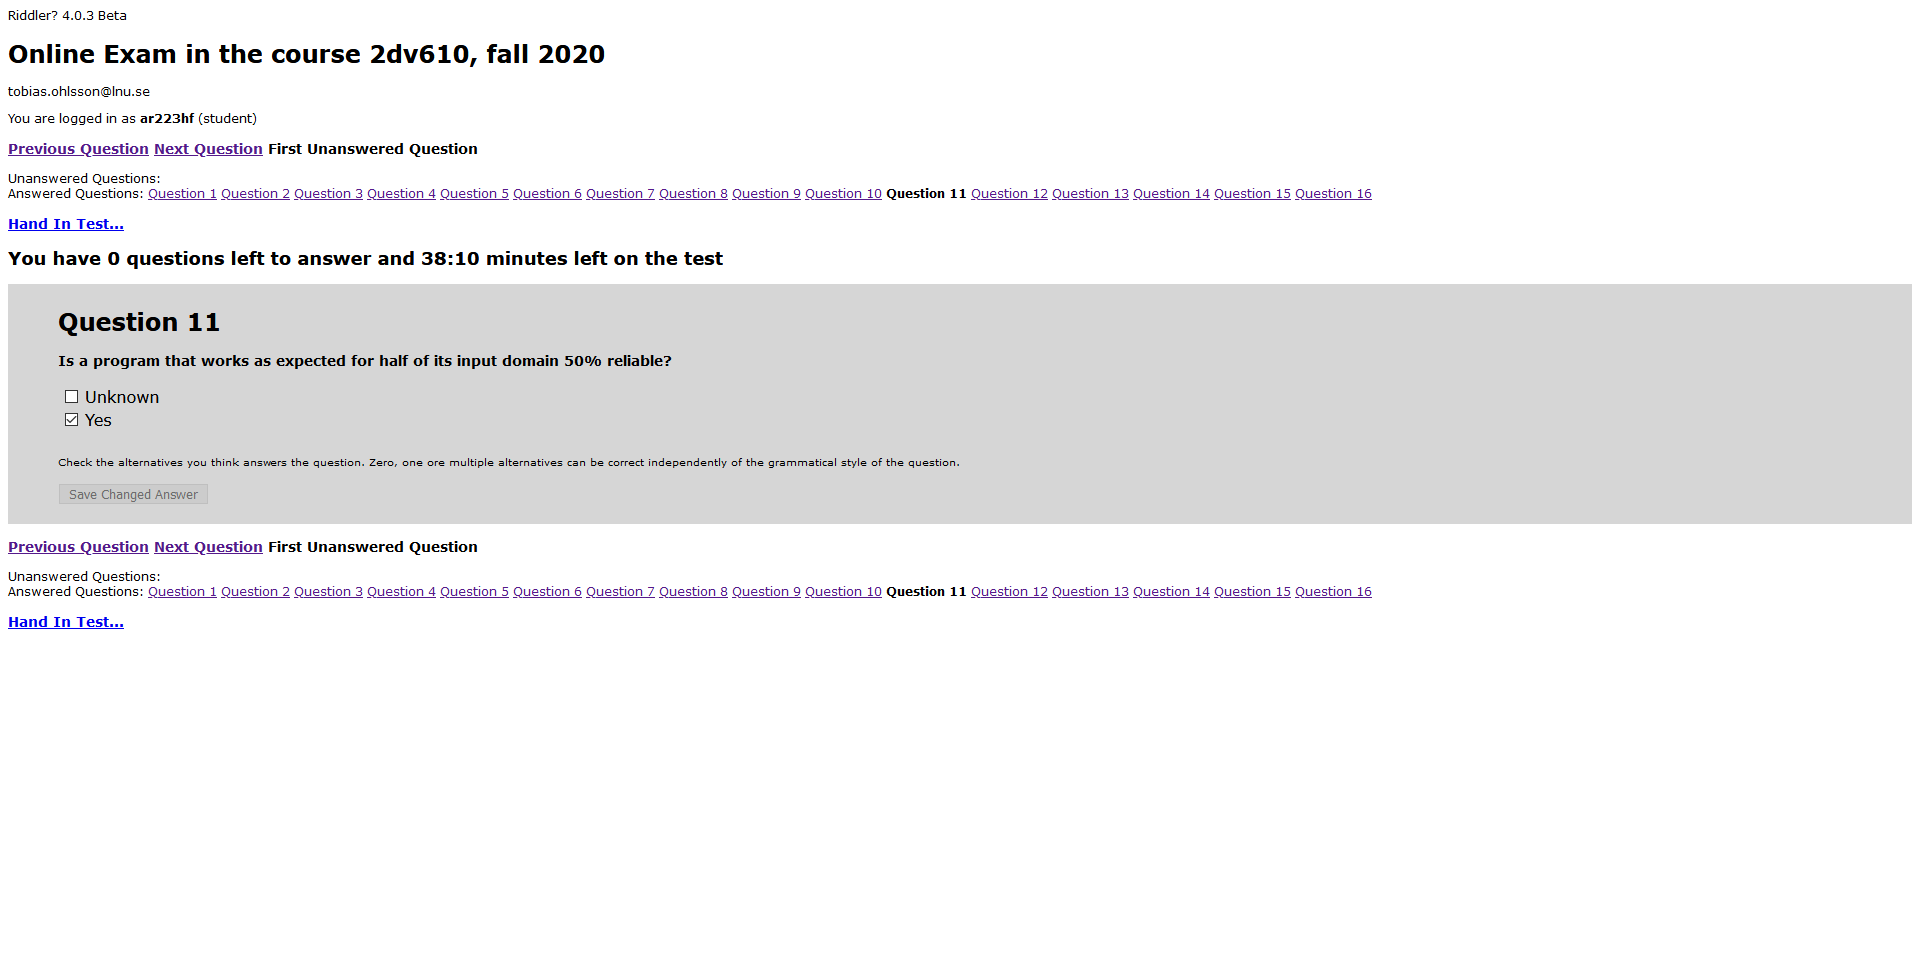 Riddler? 4.0.3 Beta
Online Exam in the course 2dv610, fall 2020
tobias.ohlsson@lnu.se
You are logged in as ar223hf (student)
Previous Question Next Question First Unanswered Question
Unanswered Questions:
Answered Questions: Question 1 Question 2 Question 3 Question 4 Question 5 Question 6 Question 7 Question 8 Question 9 Question 10 Question 11 Question 12 Question 13 Question 14 Question 15 Question 16
Hand In Test...
You have 0 questions left to answer and 38:10 minutes left on the test
Question 11
Is a program that works as expected for half of its input domain 50% reliable?
Unknown
Yes
Check the alternatives you think answers the question. Zero, one ore multiple alternatives can be correct independently of the grammatical style of the question.
Save Changed Answer
Previous Question Next Question First Unanswered Question
Unanswered Questions:
Answered Questions: Question 1 Question 2 Question 3 Question 4 Question 5 Question 6 Question 7 Question 8 Question 9 Question 10 Question 11 Question 12 Question 13 Question 14 Question 15 Question 16
Hand In Test...